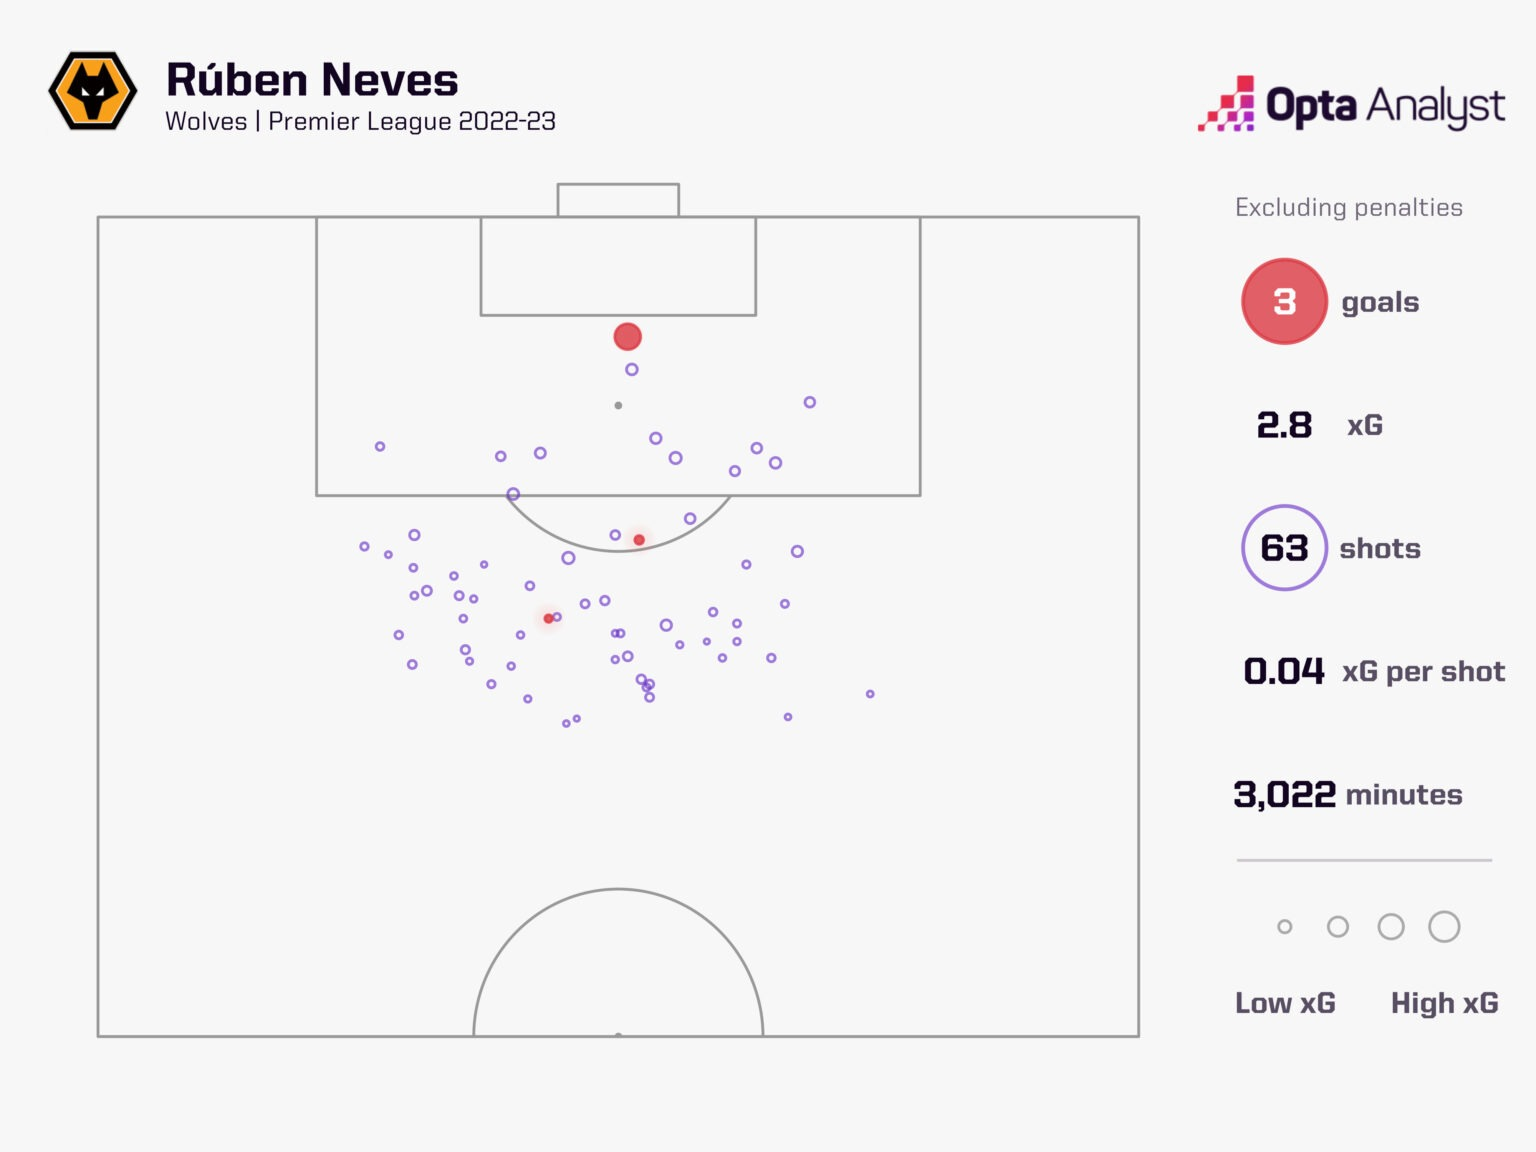 Rúben Neves
Wolves | Premier League 2022-23
Opta Analyst
Excluding penalties
3 goals
2.8 xG
63 shots
0.04 xG per shot
3,022 minutes
Low xG High xG